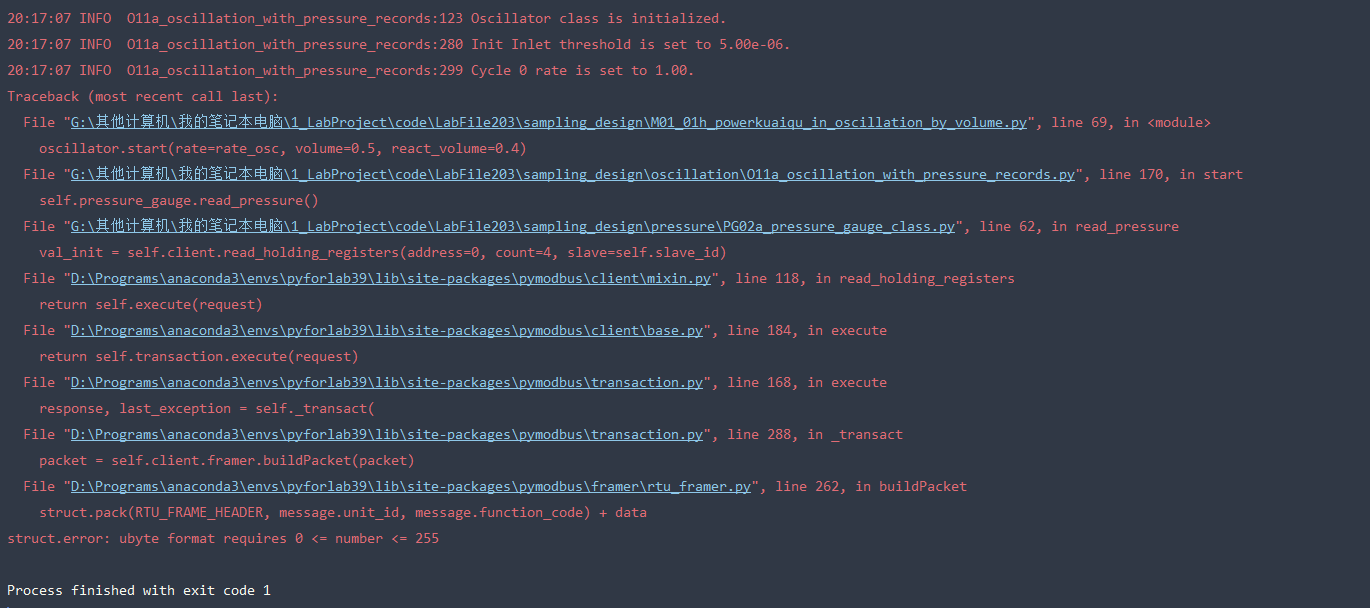 20:17:07 INFO  O11a_oscillation_with_pressure_records:123 Oscillator class is initialized.
20:17:07 INFO  O11a_oscillation_with_pressure_records:280 Init Inlet threshold is set to 5.00e-06.
20:17:07 INFO  O11a_oscillation_with_pressure_records:299 Cycle 0 rate is set to 1.00.
Traceback (most recent call last):
  File "G:\其他计算机\我的笔记本电脑\1_LabProject\code\LabFile203\sampling_design\M01_01h_powerkuaiqu_in_oscillation_by_volume.py", line 69, in <module>
    oscillator.start(rate=rate_osc, volume=0.5, react_volume=0.4)
  File "G:\其他计算机\我的笔记本电脑\1_LabProject\code\LabFile203\sampling_design\oscillation\O11a_oscillation_with_pressure_records.py", line 170, in start
    self.pressure_gauge.read_pressure()
  File "G:\其他计算机\我的笔记本电脑\1_LabProject\code\LabFile203\sampling_design\pressure\PG02a_pressure_gauge_class.py", line 62, in read_pressure
    val_init = self.client.read_holding_registers(address=0, count=4, slave=self.slave_id)
  File "D:\Programs\anaconda3\envs\pyforlab39\lib\site-packages\pymodbus\client\mixin.py", line 118, in read_holding_registers
    return self.execute(request)
  File "D:\Programs\anaconda3\envs\pyforlab39\lib\site-packages\pymodbus\client\base.py", line 184, in execute
    return self.transaction.execute(request)
  File "D:\Programs\anaconda3\envs\pyforlab39\lib\site-packages\pymodbus\transaction.py", line 168, in execute
    response, last_exception = self._transact(
  File "D:\Programs\anaconda3\envs\pyforlab39\lib\site-packages\pymodbus\transaction.py", line 288, in _transact
    packet = self.client.framer.buildPacket(packet)
  File "D:\Programs\anaconda3\envs\pyforlab39\lib\site-packages\pymodbus\framer\rtu_framer.py", line 262, in buildPacket
    struct.pack(RTU_FRAME_HEADER, message.unit_id, message.function_code) + data
struct.error: ubyte format requires 0 <= number <= 255
Process finished with exit code 1